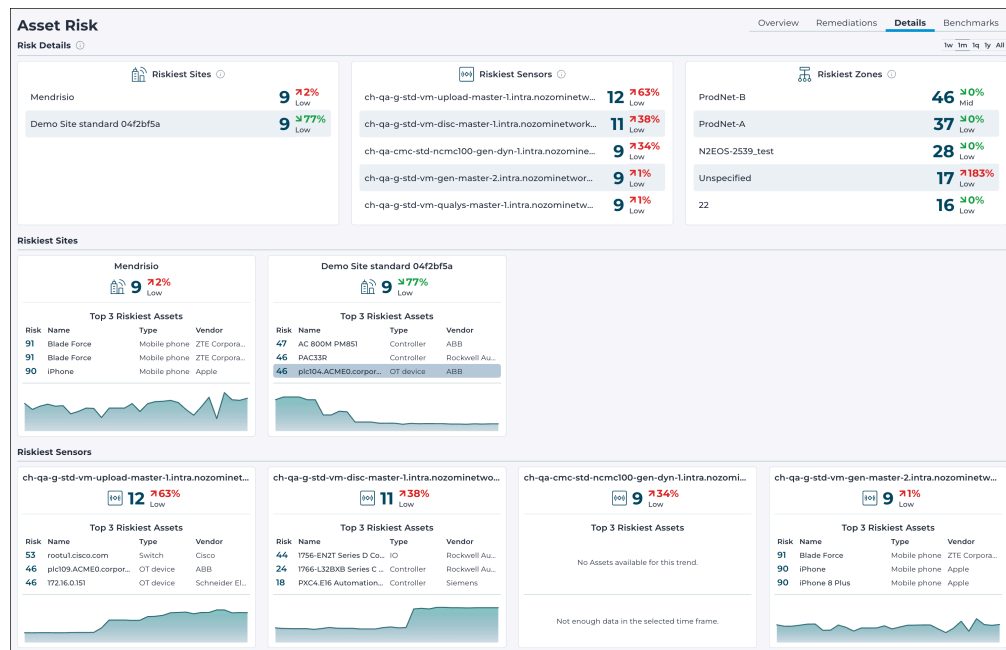 Asset Risk
Overview Remediations Details Benchmarks
Risk Details
1w 1m 1q 1y All
Riskiest Sites
Mendrisio 9 2% Low
Demo Site standard 04f2bf5a 9 77% Low
Riskiest Sensors
ch-qa-g-std-vm-upload-master-1.intra.nozominetw... 12 63% Low
ch-qa-g-std-vm-disc-master-1.intra.nozominetwork... 11 38% Low
ch-qa-cmc-std-ncmc100-gen-dyn-1.intra.nozomine... 9 34% Low
ch-qa-g-std-vm-gen-master-2.intra.nozominetwor... 9 1% Low
ch-qa-g-std-vm-qualys-master-1.intra.nozominetw... 9 1% Low
Riskiest Zones
ProdNet-B 46 0% Mid
ProdNet-A 37 0% Low
N2EOS-2539_test 28 0% Low
Unspecified 17 183% Low
22 16 0% Low
Riskiest Sites
Mendrisio
9 2% Low
Top 3 Riskiest Assets
Risk Name Type Vendor
91 Blade Force Mobile phone ZTE Corpora...
91 Blade Force Mobile phone ZTE Corpora...
90 iPhone Mobile phone Apple
Demo Site standard 04f2bf5a
9 77% Low
Top 3 Riskiest Assets
Risk Name Type Vendor
47 AC 800M PM851 Controller ABB
46 PAC33R Controller Rockwell Au...
46 plc104.ACME0.corpor... OT device ABB
Riskiest Sensors
ch-qa-g-std-vm-upload-master-1.intra.nozominet...
12 63% Low
Top 3 Riskiest Assets
Risk Name Type Vendor
53 rootu1.cisco.com Switch Cisco
46 plc109.ACME0.corpor... OT device ABB
46 172.16.0.151 OT device Schneider El...
ch-qa-g-std-vm-disc-master-1.intra.nozominetwo...
11 38% Low
Top 3 Riskiest Assets
Risk Name Type Vendor
44 1756-EN2T Series D Co... IO Rockwell Au...
24 1766-L32BXB Series C ... Controller Rockwell Au...
18 PXC4.E16 Automation... Controller Siemens
ch-qa-cmc-std-ncmc100-gen-dyn-1.intra.nozomi...
9 34% Low
Top 3 Riskiest Assets
No Assets available for this trend.
Not enough data in the selected time frame.
ch-qa-g-std-vm-gen-master-2.intra.nozominetw...
9 1% Low
Top 3 Riskiest Assets
Risk Name Type Vendor
91 Blade Force Mobile phone ZTE Corpora...
90 iPhone Mobile phone Apple
90 iPhone 8 Plus Mobile phone Apple